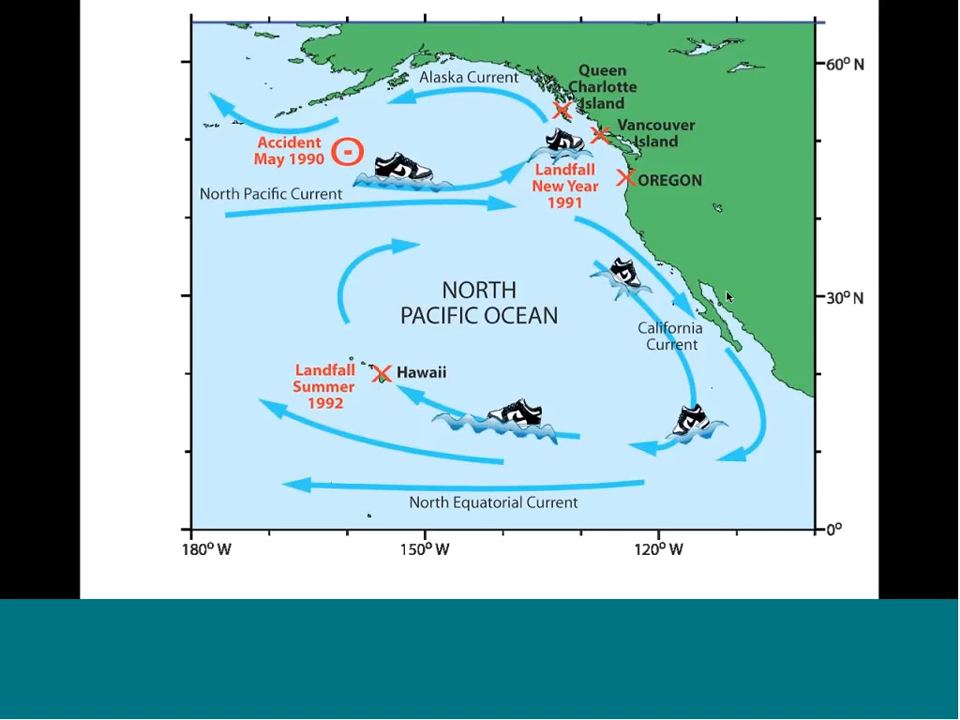 60° N
Alaska Current
Queen
Charlotte
Island
Vancouver
Island
Accident
May 1990
Landfall
New Year
1991
OREGON
North Pacific Current
NORTH
PACIFIC OCEAN
30° N
California
Current
Landfall
Summer
1992
Hawaii
North Equatorial Current
0°
180° W
150° W
120° W